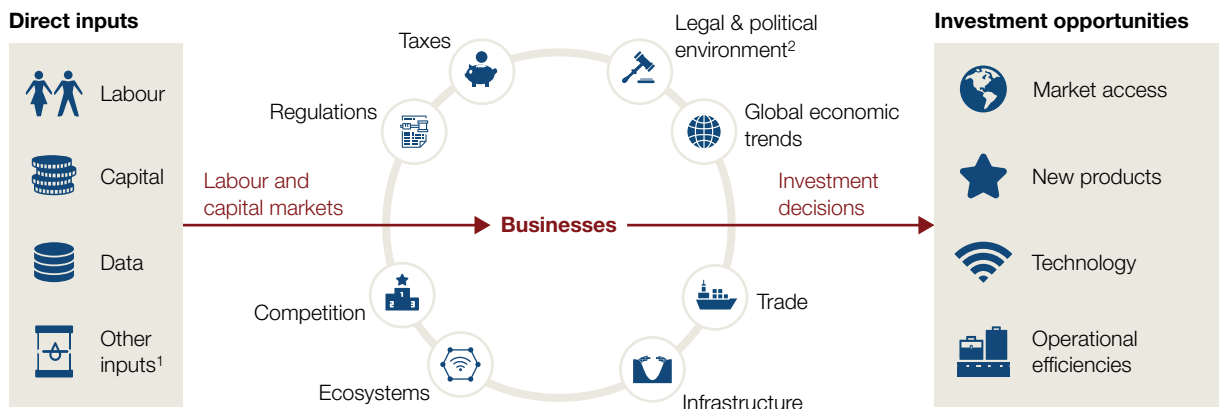 Direct inputs
Labour
Capital
Data
Other
inputs1
Labour and
capital markets
Taxes
Regulations
Competition
Ecosystems
Businesses
Legal & political
environment2
Global economic
trends
Trade
Infrastructure
Investment
decisions
Investment opportunities
Market access
New products
Technology
Operational
efficiencies